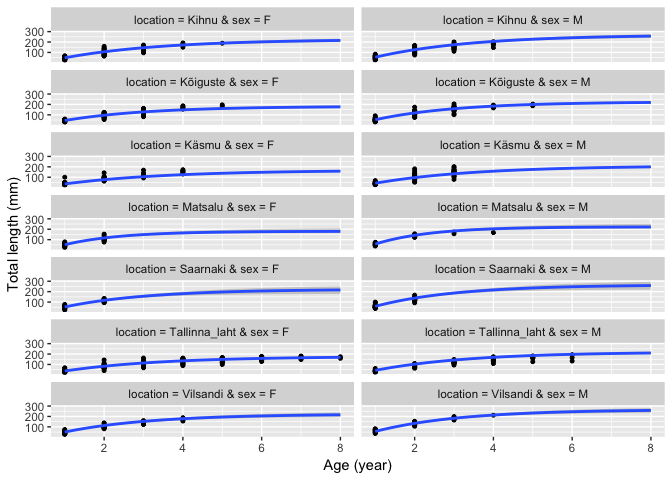 location = Kihnu & sex = F
location = Kihnu & sex = M
300
200
100
location = Kõiguste & sex = F
location = Kõiguste & sex = M
300
200
100
location = Käsmu & sex = F
location = Käsmu & sex = M
300
200
100
location = Matsalu & sex = F
location = Matsalu & sex = M
300
200
100
location = Saarnaki & sex = F
location = Saarnaki & sex = M
300
200
100
location = Tallinna_laht & sex = F
location = Tallinna_laht & sex = M
300
200
100
location = Vilsandi & sex = F
location = Vilsandi & sex = M
300
200
100
Total length (mm)
2 4 6 8
2 4 6 8
Age (year)